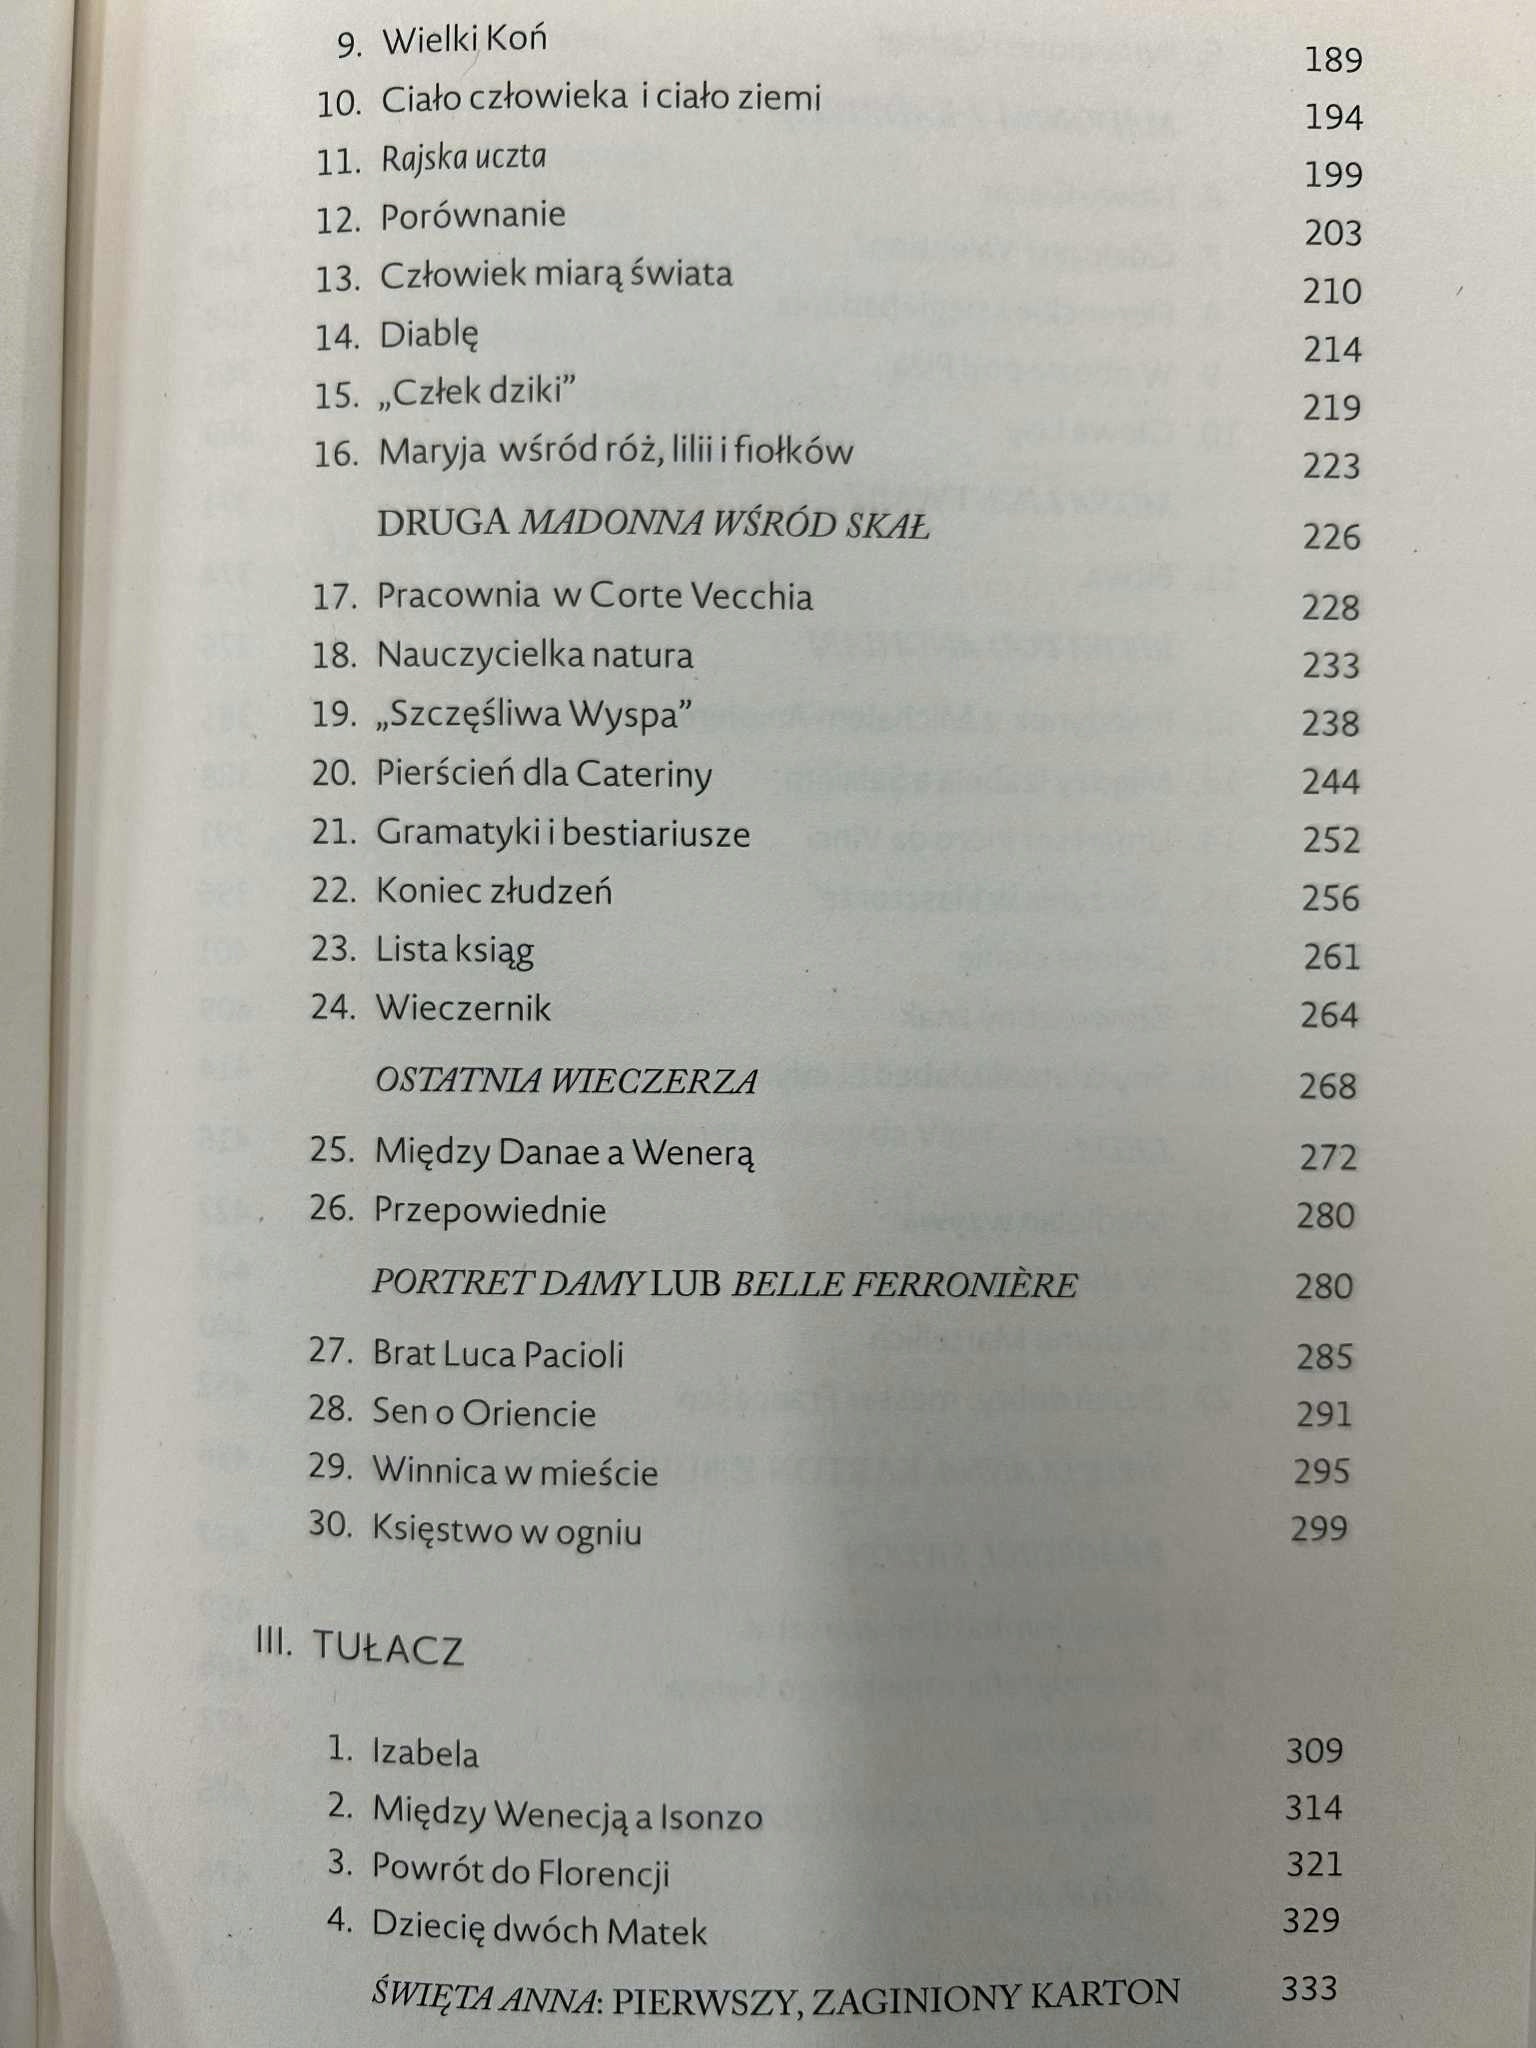 9. Wielki Koń 189
10. Ciało człowieka i ciało ziemi 194
11. Rajska uczta 199
12. Porównanie 203
13. Człowiek miarą świata 210
14. Diablę 214
15. „Człek dziki” 219
16. Maryja wśród róż, lilii i fiołków 223
DRUGA MADONNA WŚRÓD SKAŁ 226
17. Pracownia w Corte Vecchia 228
18. Nauczycielka natura 233
19. „Szczęśliwa Wyspa” 238
20. Pierścień dla Cateriny 244
21. Gramatyki i bestiariusze 252
22. Koniec złudzeń 256
23. Lista ksiąg 261
24. Wieczernik 264
OSTATNIA WIECZERZA 268
25. Między Danae a Wenerą 272
26. Przepowiednie 280
PORTRET DAMY LUB BELLE FERRONIÈRE 280
27. Brat Luca Pacioli 285
28. Sen o Oriencie 291
29. Winnica w mieście 295
30. Księstwo w ogniu 299
III. TUŁACZ
1. Izabela 309
2. Między Wenecją a Isonzo 314
3. Powrót do Florencji 321
4. Dziecię dwóch Matek 329
ŚWIĘTA ANNA: PIERWSZY, ZAGINIONY KARTON 333